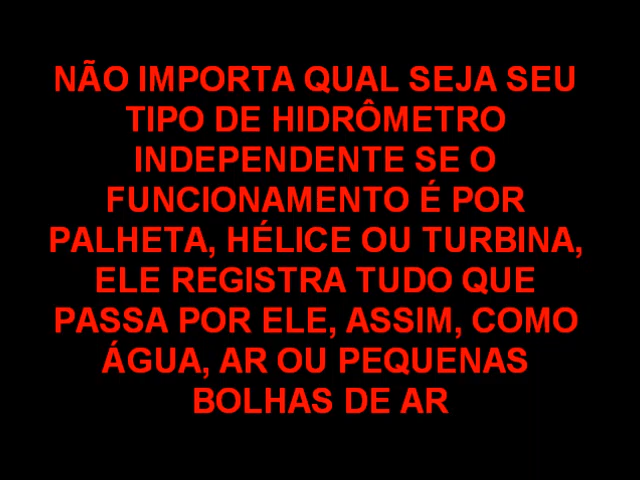 NÃO IMPORTA QUAL SEJA SEU
TIPO DE HIDRÔMETRO
INDEPENDENTE SE O
FUNCIONAMENTO É POR
PALHETA, HÉLICE OU TURBINA,
ELE REGISTRA TUDO QUE
PASSA POR ELE, ASSIM, COMO
ÁGUA, AR OU PEQUENAS
BOLHAS DE AR